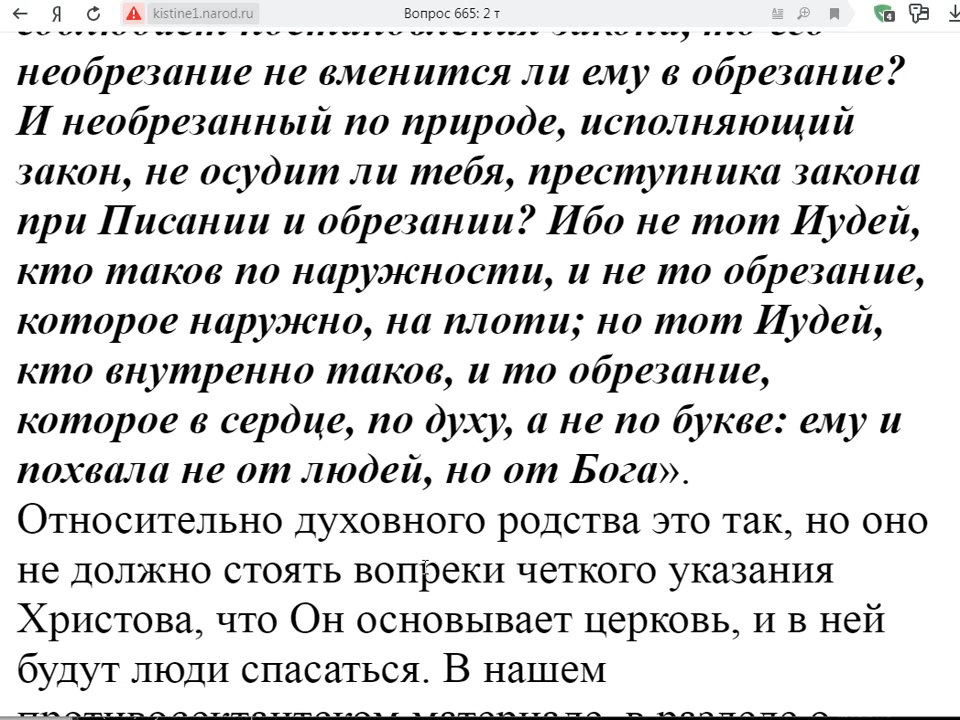 Я
kistine1.narod.ru
Вопрос 665: 2 т
4
необрезание не вменится ли ему в обрезание?
И необрезанный по природе, исполняющий
закон, не осудит ли тебя, преступника закона
при Писании и обрезании? Ибо не тот Иудей,
кто таков по наружности, и не то обрезание,
которое наружно, на плоти; но тот Иудей,
кто внутренно таков, и то обрезание,
которое в сердце, по духу, а не по букве: ему и
похвала не от людей, но от Бога».
Относительно духовного родства это так, но оно
не должно стоять вопреки четкого указания
Христова, что Он основывает церковь, и в ней
будут люди спасаться. В нашем